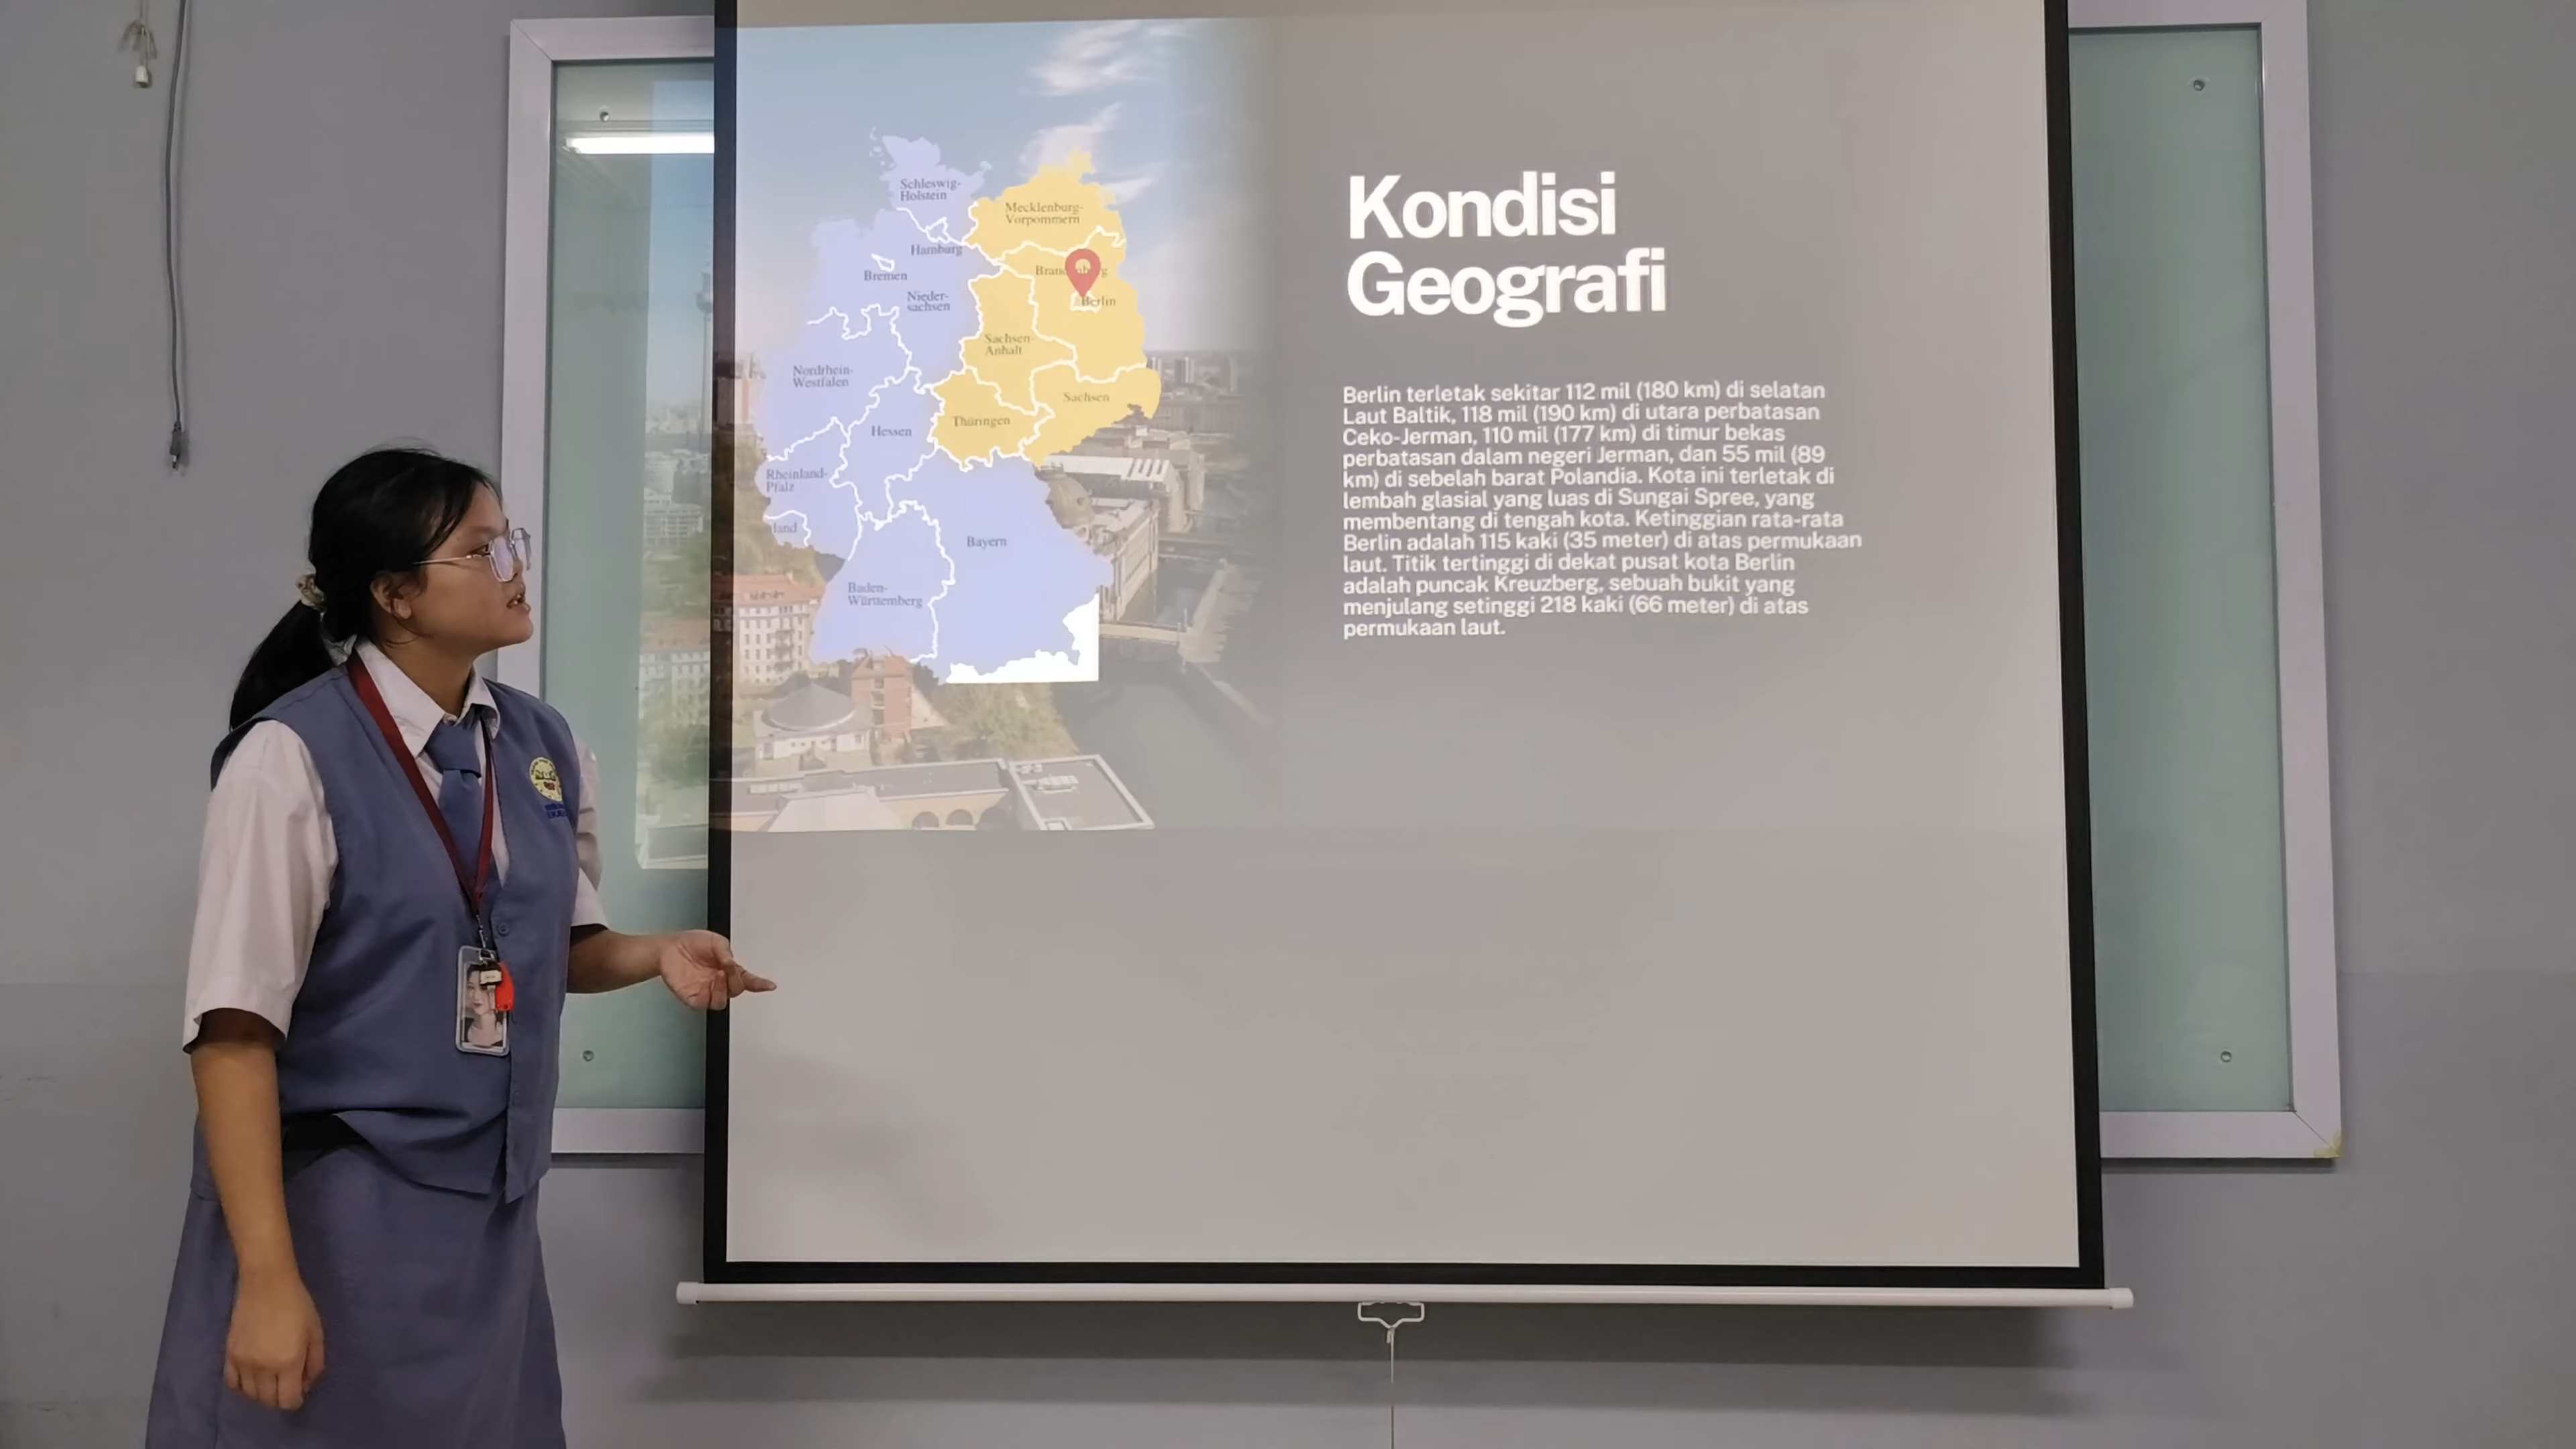 Schleswig-
Holstein
Mecklenburg-
Vorpommern
Hamburg
Bremen
Berlin
Nieder-
sachsen
Sachsen-
Anhalt
Nordrhein-
Westfalen
Sachsen
Thüringen
Hessen
Rheinland-
Pfalz
land
Bayern
Baden-
Württemberg
Kondisi
Geografi
Berlin terletak sekitar 112 mil (180 km) di selatan
Laut Baltik, 118 mil (190 km) di utara perbatasan
Ceko-Jerman, 110 mil (177 km) di timur bekas
perbatasan dalam negeri Jerman, dan 55 mil (89
km) di sebelah barat Polandia. Kota ini terletak di
lembah glasial yang luas di Sungai Spree, yang
membentang di tengah kota. Ketinggian rata-rata
Berlin adalah 115 kaki (35 meter) di atas permukaan
laut. Titik tertinggi di dekat pusat kota Berlin
adalah puncak Kreuzberg, sebuah bukit yang
menjulang setinggi 218 kaki (66 meter) di atas
permukaan laut.